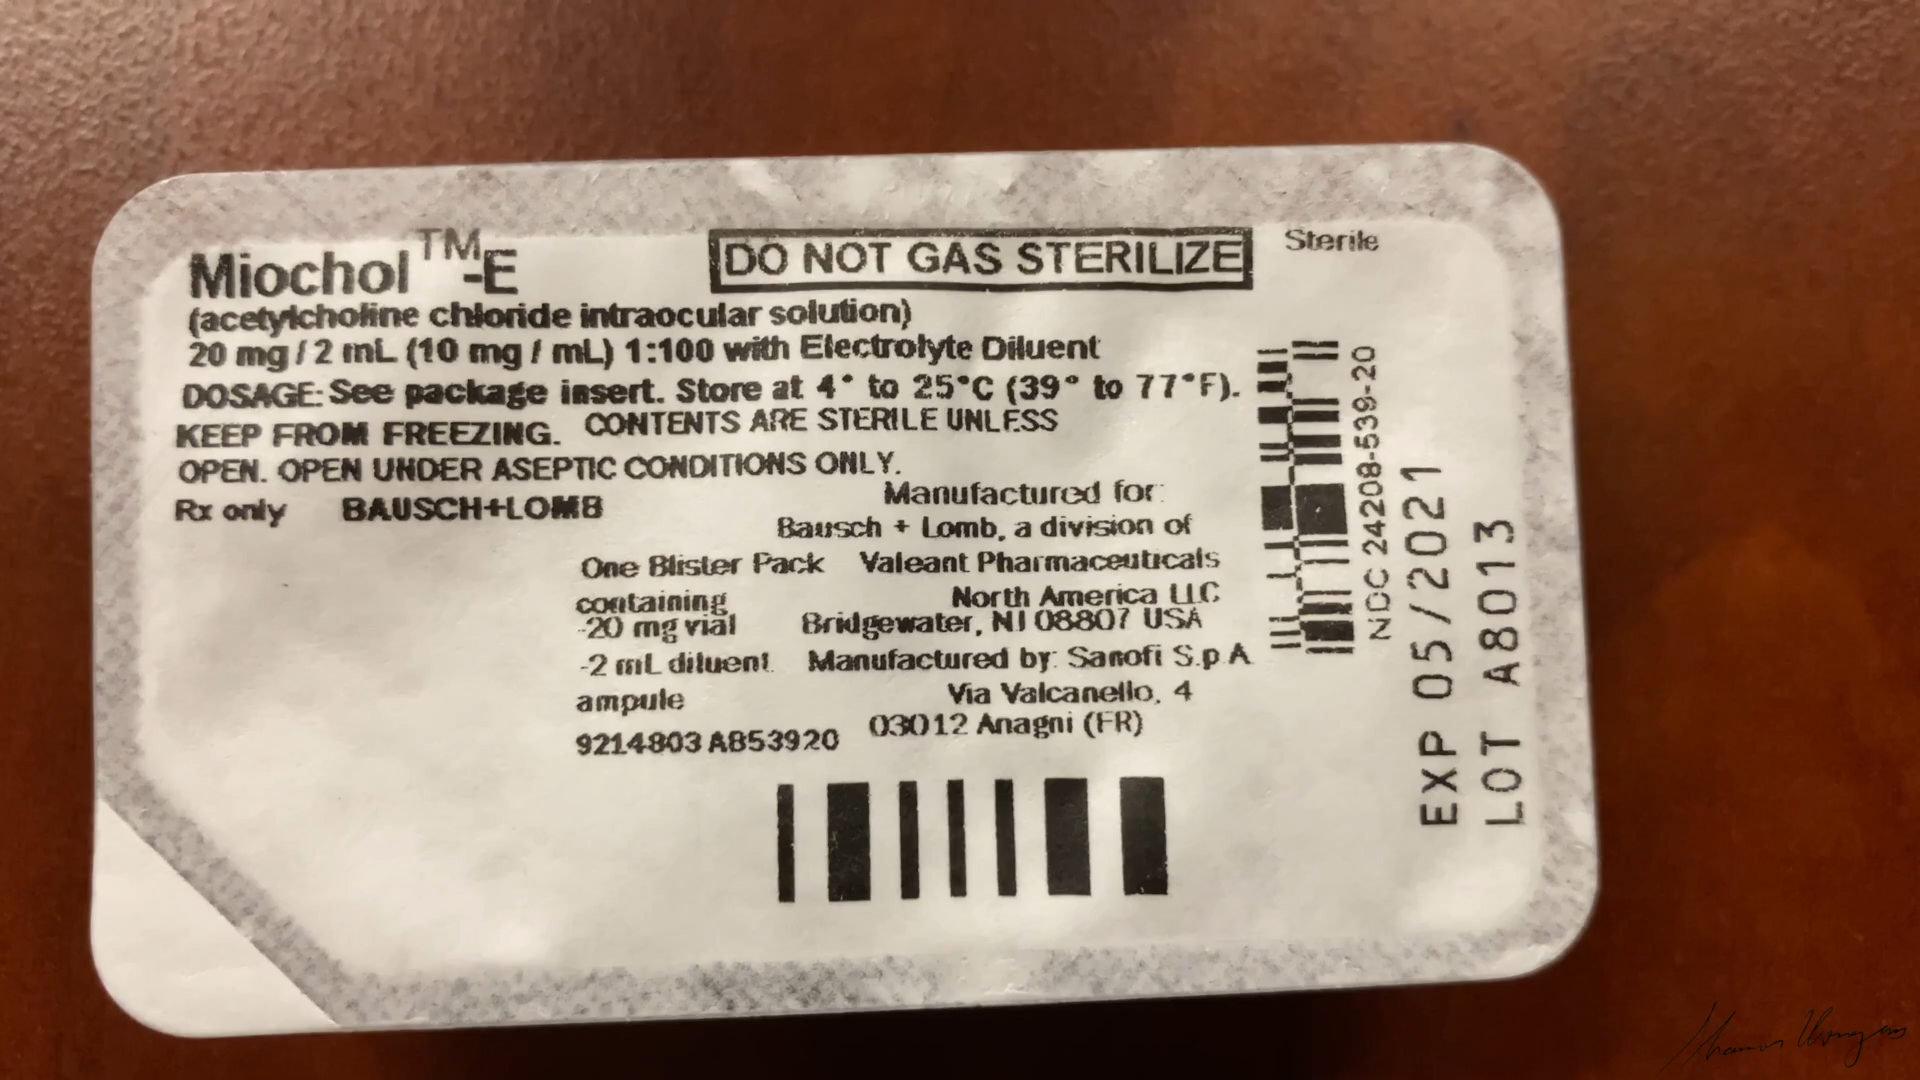 Miochol™-E
DO NOT GAS STERILIZE
Sterile
(acetylcholine chloride intraocular solution)
20 mg / 2 mL (10 mg / mL) 1:100 with Electrolyte Diluent
DOSAGE: See package insert. Store at 4° to 25°C (39° to 77°F).
KEEP FROM FREEZING. CONTENTS ARE STERILE UNLESS
OPEN. OPEN UNDER ASEPTIC CONDITIONS ONLY.
Rx only BAUSCH+LOMB
Manufactured for:
Bausch + Lomb, a division of
Valeant Pharmaceuticals
North America LLC
Bridgewater, NJ 08807 USA
Manufactured by: Sanofi S.p.A.
Via Valcanello, 4
03012 Anagni (FR)
One Blister Pack
containing
-20 mg vial
-2 mL diluent
ampule
9214803 AB53920
NDC 24208-539-20
EXP 05/2021
LOT A8013